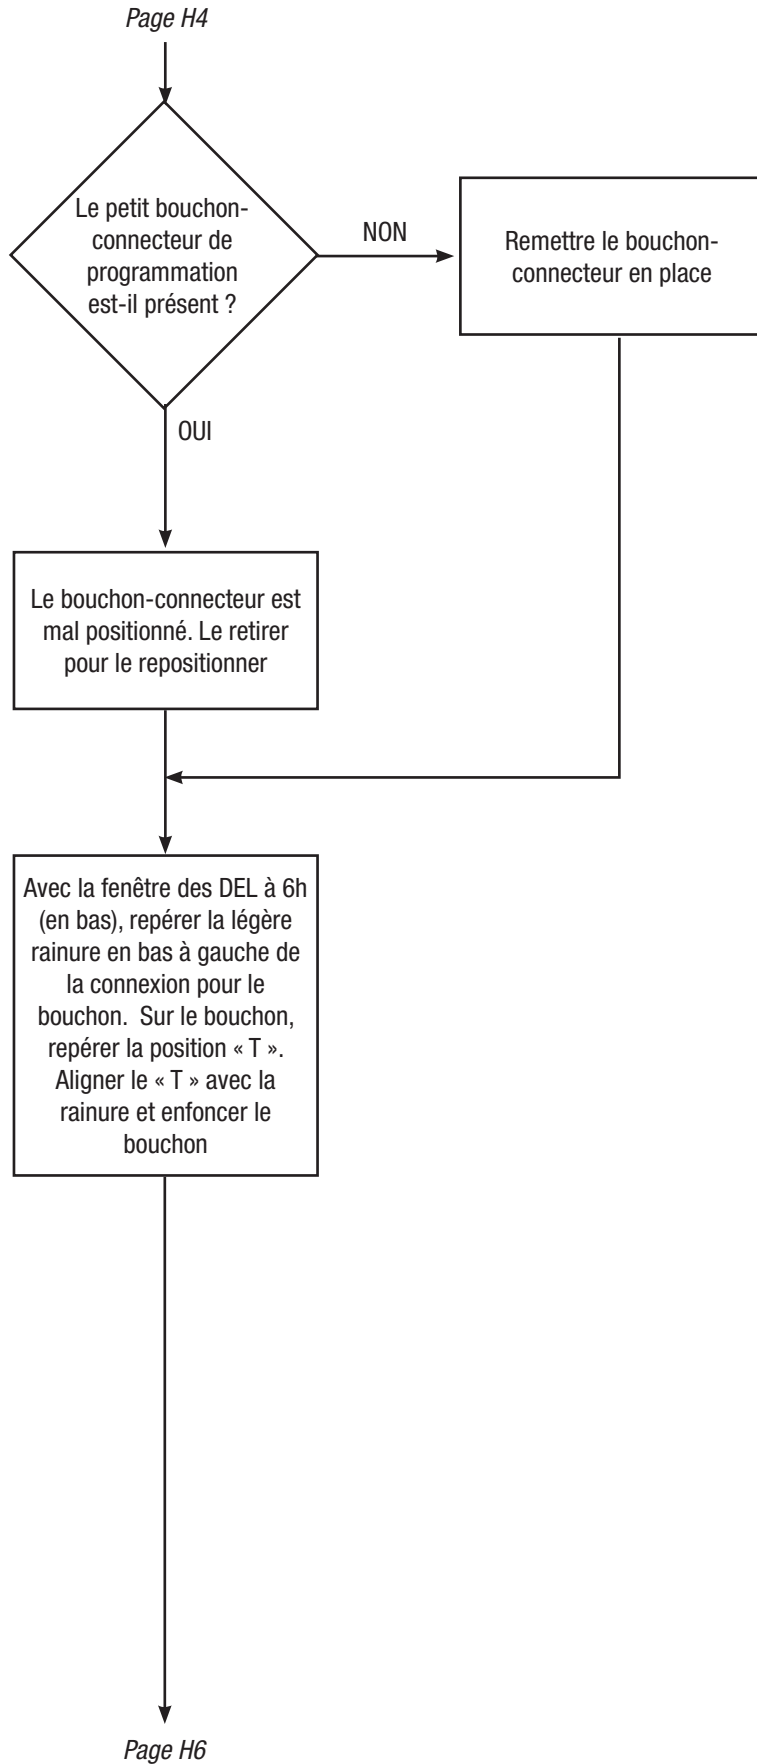 Page H4
Le petit bouchon-
connecteur de
programmation
est-il présent ?
NON
Remettre le bouchon-
connecteur en place
OUI
Le bouchon-connecteur est
mal positionné. Le retirer
pour le repositionner
Avec la fenêtre des DEL à 6h
(en bas), repérer la légère
rainure en bas à gauche de
la connexion pour le
bouchon.  Sur le bouchon,
repérer la position « T ».
Aligner le « T » avec la
rainure et enfoncer le
bouchon
Page H6